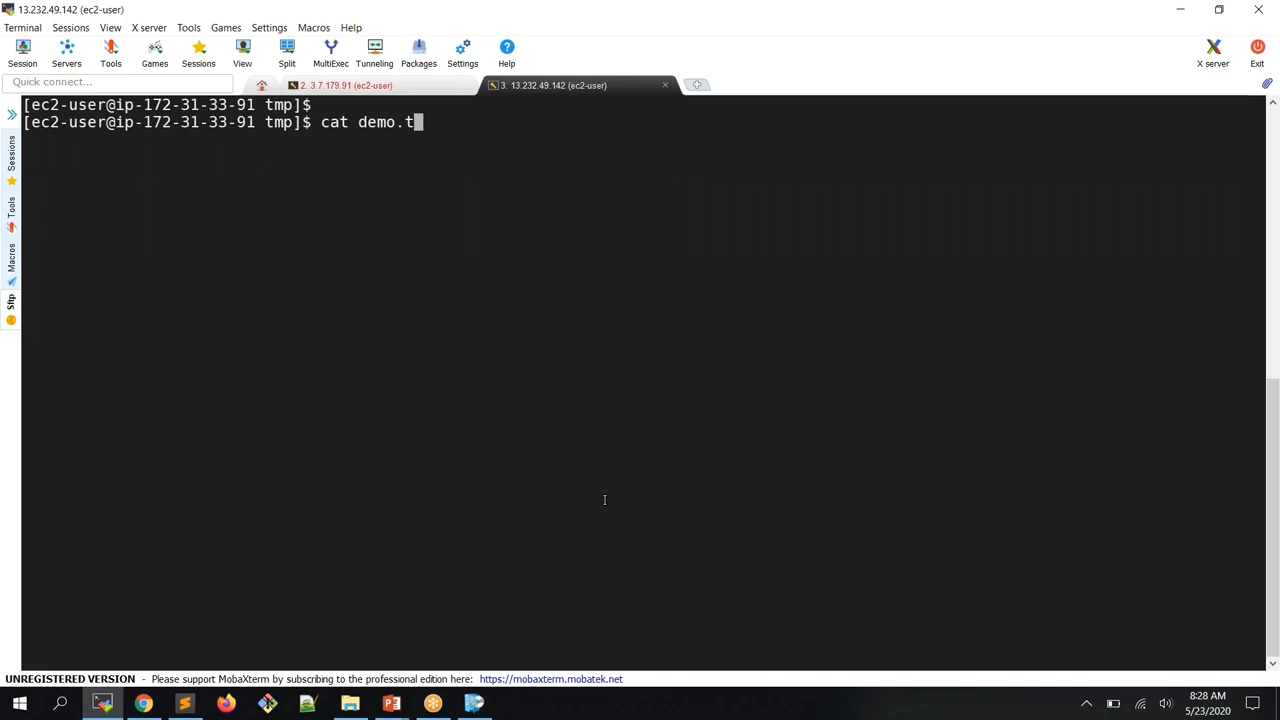 13.232.49.142 (ec2-user)
Terminal Sessions View X server Tools Games Settings Macros Help
Session Servers Tools Games Sessions View Split MultiExec Tunneling Packages Settings Help X server Exit
Quick connect...
2. 3.7.179.91 (ec2-user)
3. 13.232.49.142 (ec2-user)
Sessions
Tools
Macros
Sftp
[ec2-user@ip-172-31-33-91 tmp]$
[ec2-user@ip-172-31-33-91 tmp]$ cat demo.t
UNREGISTERED VERSION - Please support MobaXterm by subscribing to the professional edition here: https://mobaxterm.mobatek.net
8:28 AM
5/23/2020